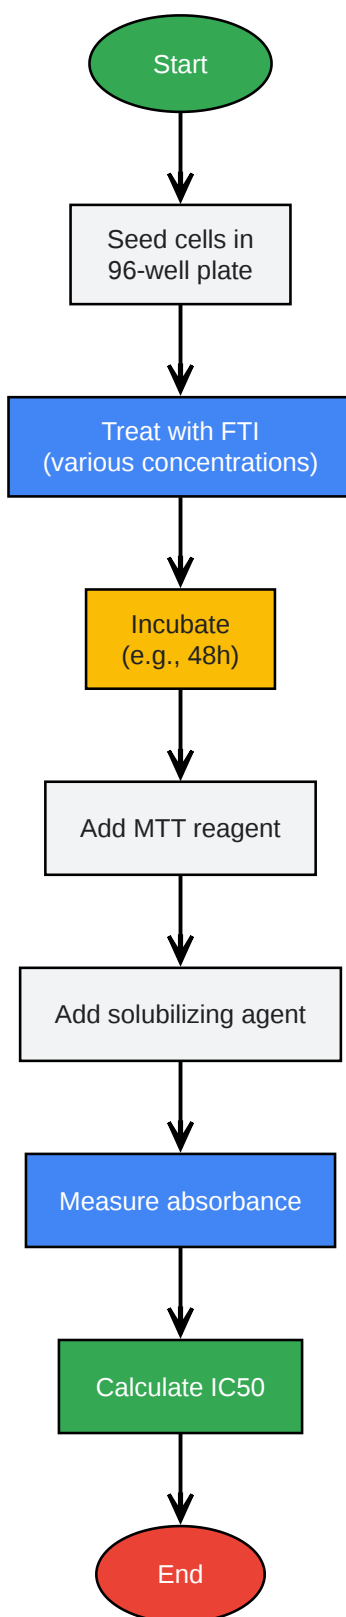 Start
Seed cells in
96-well plate
Treat with FTI
(various concentrations)
Incubate
(e.g., 48h)
Add MTT reagent
Add solubilizing agent
Measure absorbance
Calculate IC50
End